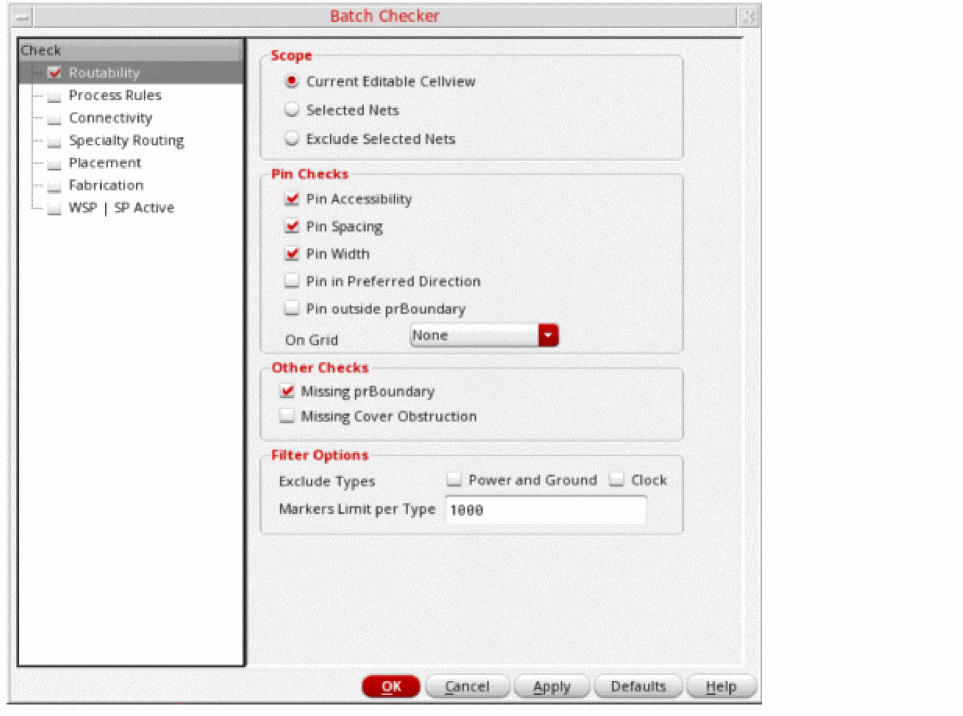 Batch Checker
Check
Routability
Process Rules
Connectivity
Specialty Routing
Placement
Fabrication
WSP | SP Active
Scope
Current Editable Cellview
Selected Nets
Exclude Selected Nets
Pin Checks
Pin Accessibility
Pin Spacing
Pin Width
Pin in Preferred Direction
Pin outside prBoundary
On Grid None
Other Checks
Missing prBoundary
Missing Cover Obstruction
Filter Options
Exclude Types Power and Ground Clock
Markers Limit per Type 1000
OK Cancel Apply Defaults Help